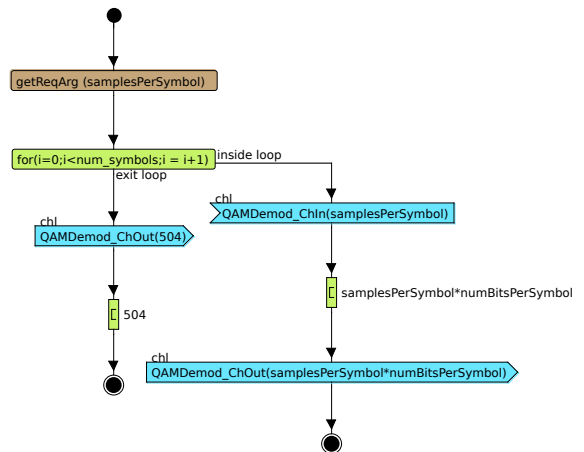 getReqArg (samplesPerSymbol)
for(i=0;i<num_symbols;i = i+1)
inside loop
exit loop
chl
QAMDemod_ChOut(504)
504
chl
QAMDemod_ChIn(samplesPerSymbol)
samplesPerSymbol*numBitsPerSymbol
chl
QAMDemod_ChOut(samplesPerSymbol*numBitsPerSymbol)